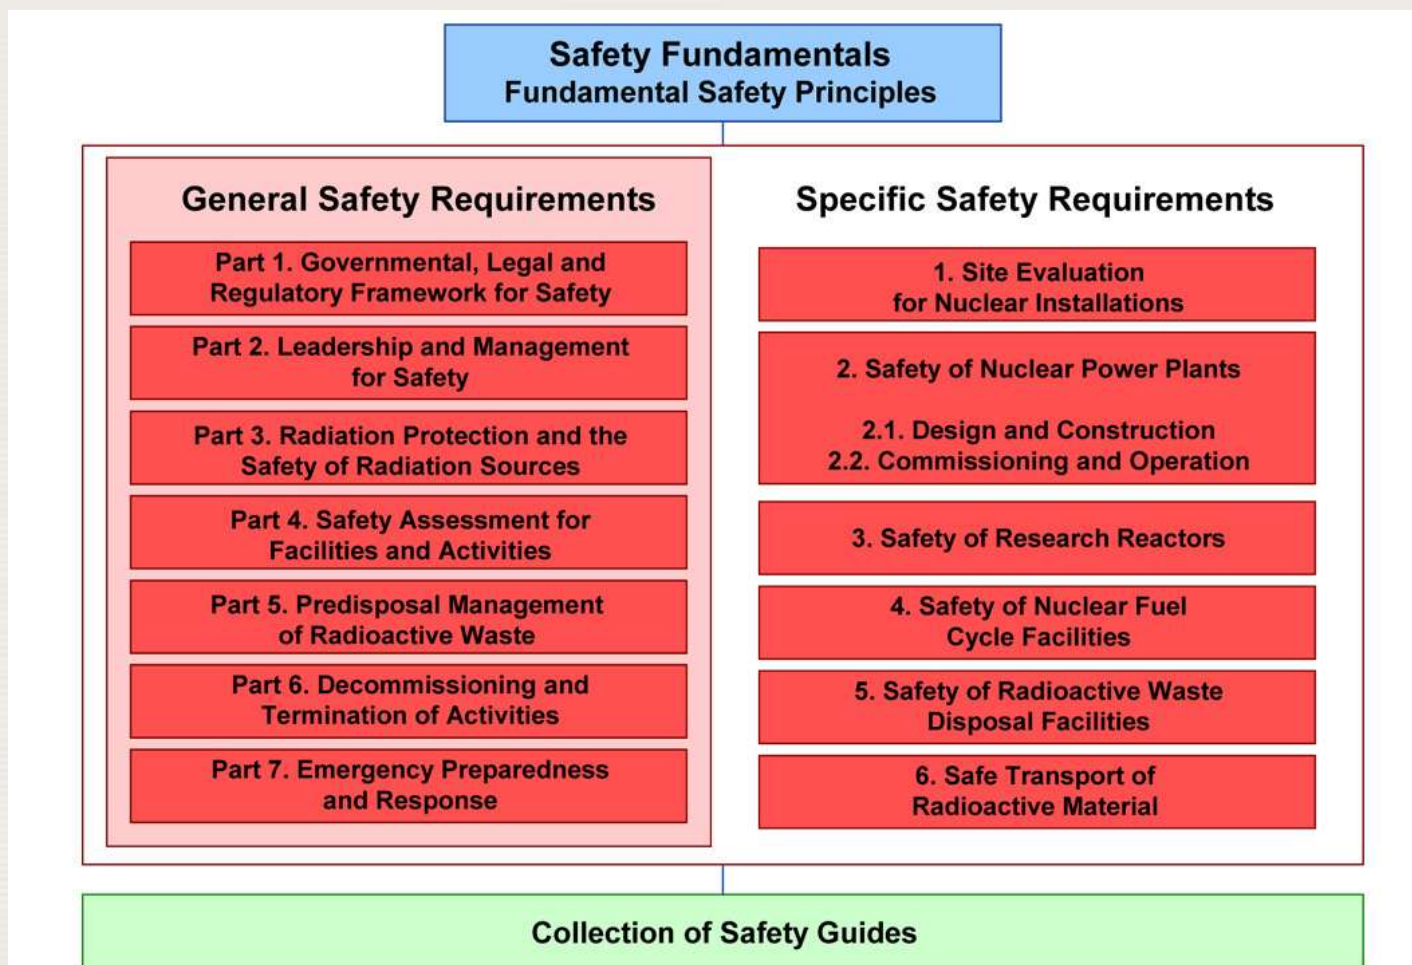 Safety Fundamentals
Fundamental Safety Principles
General Safety Requirements
Part 1. Governmental, Legal and
Regulatory Framework for Safety
Part 2. Leadership and Management
for Safety
Part 3. Radiation Protection and the
Safety of Radiation Sources
Part 4. Safety Assessment for
Facilities and Activities
Part 5. Predisposal Management
of Radioactive Waste
Part 6. Decommissioning and
Termination of Activities
Part 7. Emergency Preparedness
and Response
Specific Safety Requirements
1. Site Evaluation
for Nuclear Installations
2. Safety of Nuclear Power Plants
2.1. Design and Construction
2.2. Commissioning and Operation
3. Safety of Research Reactors
4. Safety of Nuclear Fuel
Cycle Facilities
5. Safety of Radioactive Waste
Disposal Facilities
6. Safe Transport of
Radioactive Material
Collection of Safety Guides